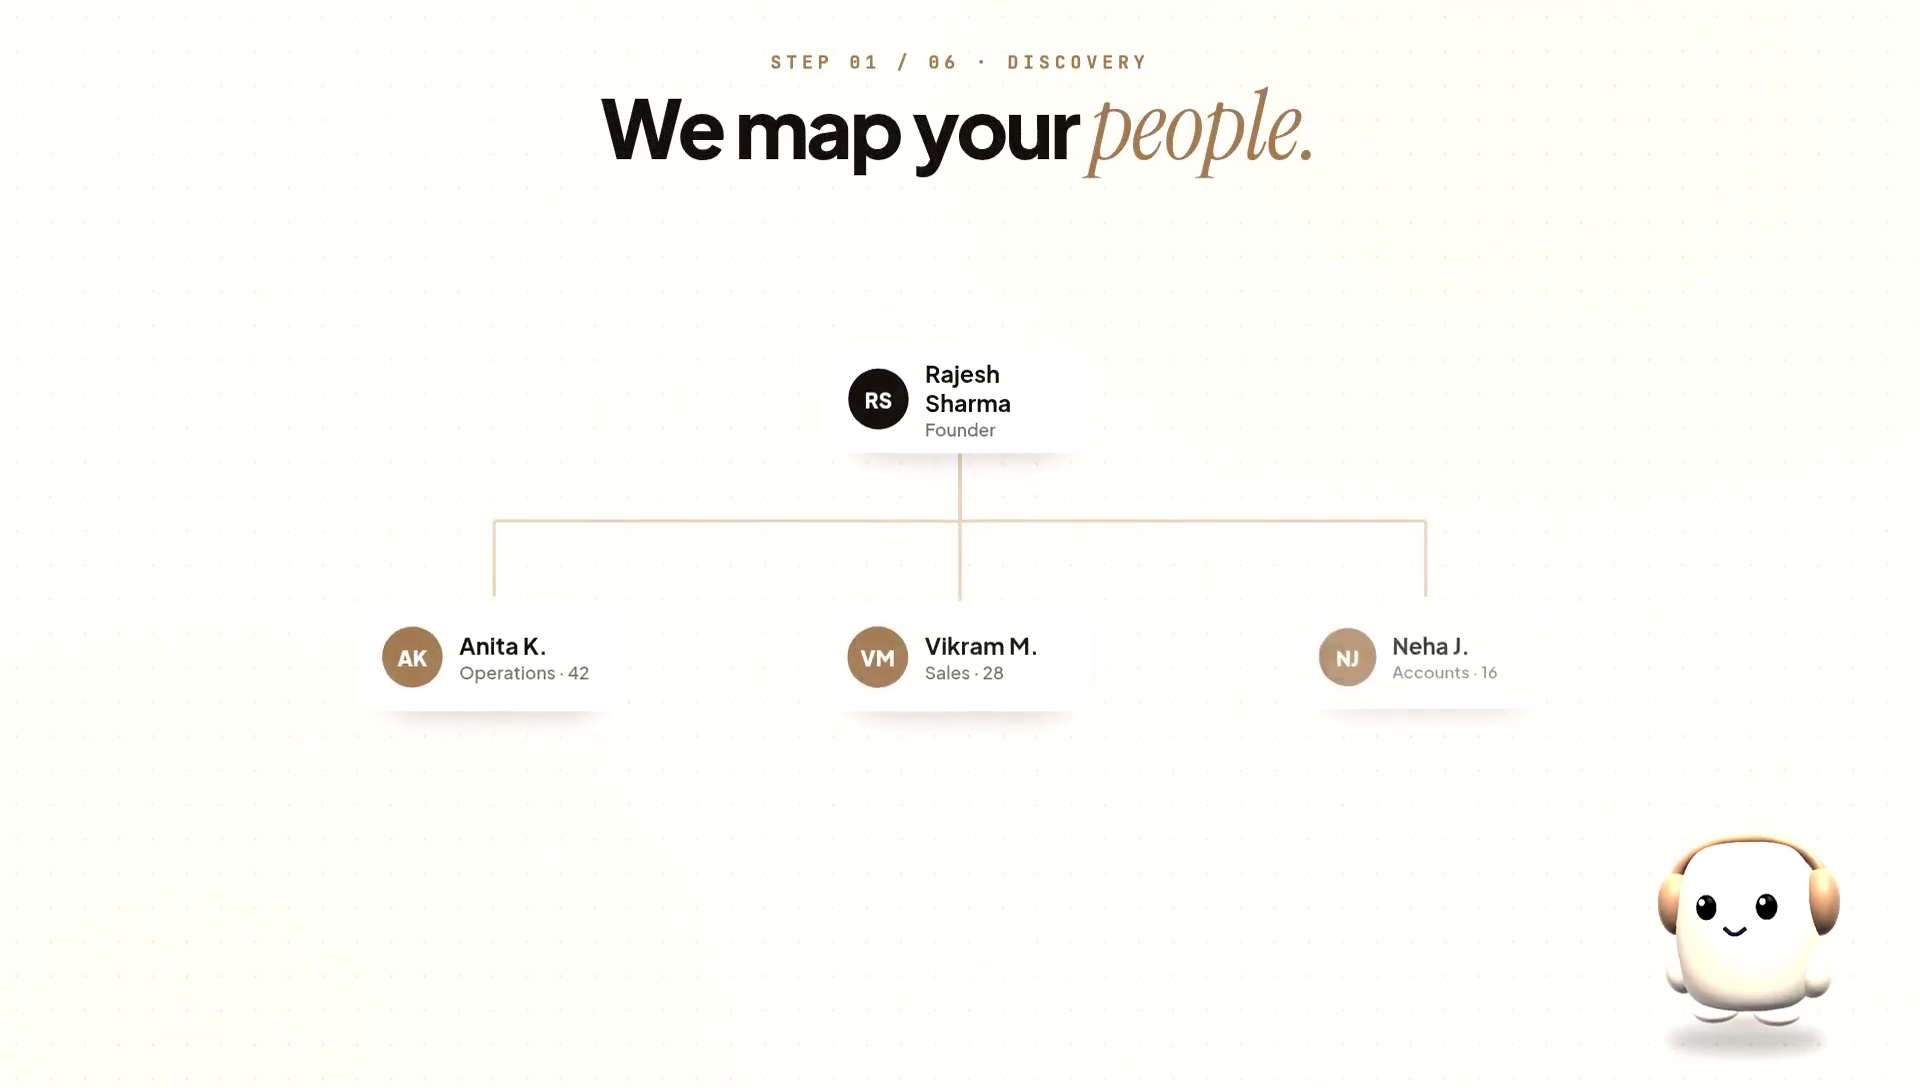 STEP 01 / 06 · DISCOVERY
We map your people.
RS
Rajesh
Sharma
Founder
AK
Anita K.
Operations · 42
VM
Vikram M.
Sales · 28
NJ
Neha J.
Accounts · 16